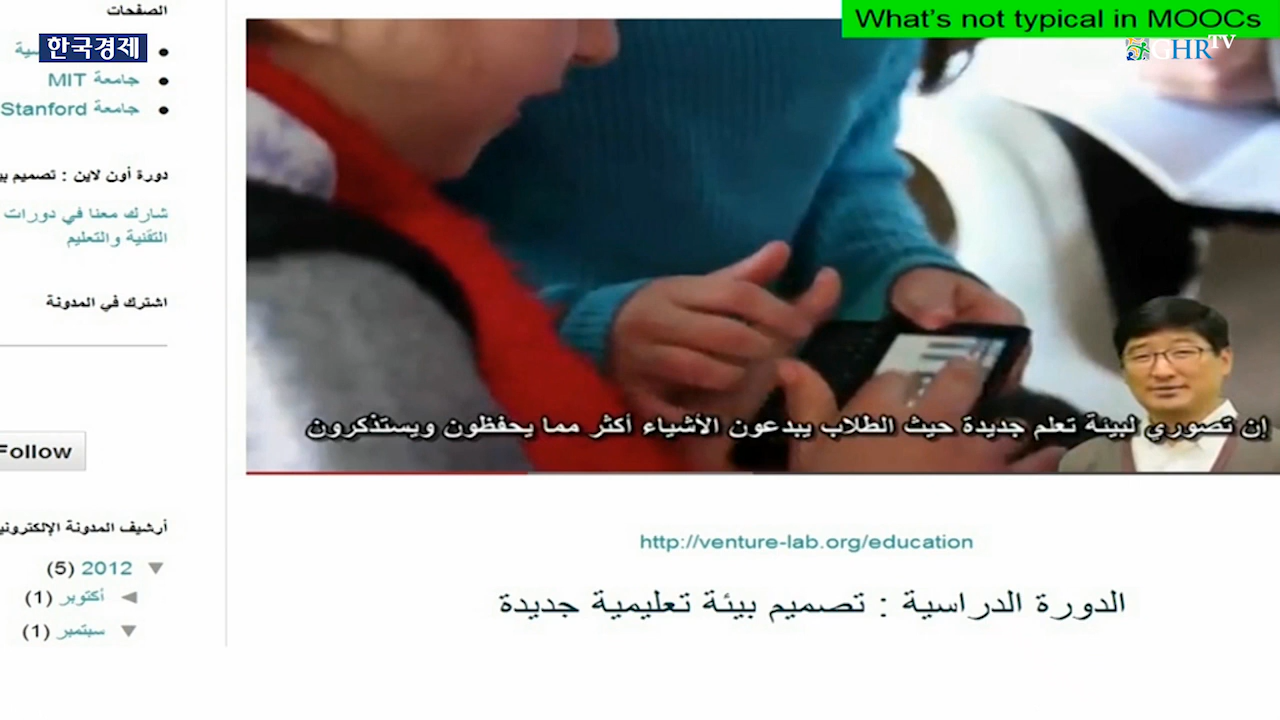 What's not typical in MOOCs
한국경제
GHR TV
الصفحات
جامعة MIT
جامعة Stanford
دورة أون لاين : تصميم
شارك معنا في دورات
التقنية والتعليم
اشترك في المدونة
Follow
أرشيف المدونة
2012 (5)
أكتوبر (1)
سبتمبر (1)
إن تصوري لبيئة تعلم جديدة حيث الطلاب يبدعون الأشياء أكثر مما يحفظون ويستذكرون
http://venture-lab.org/education
الدورة الدراسية : تصميم بيئة تعليمية جديدة